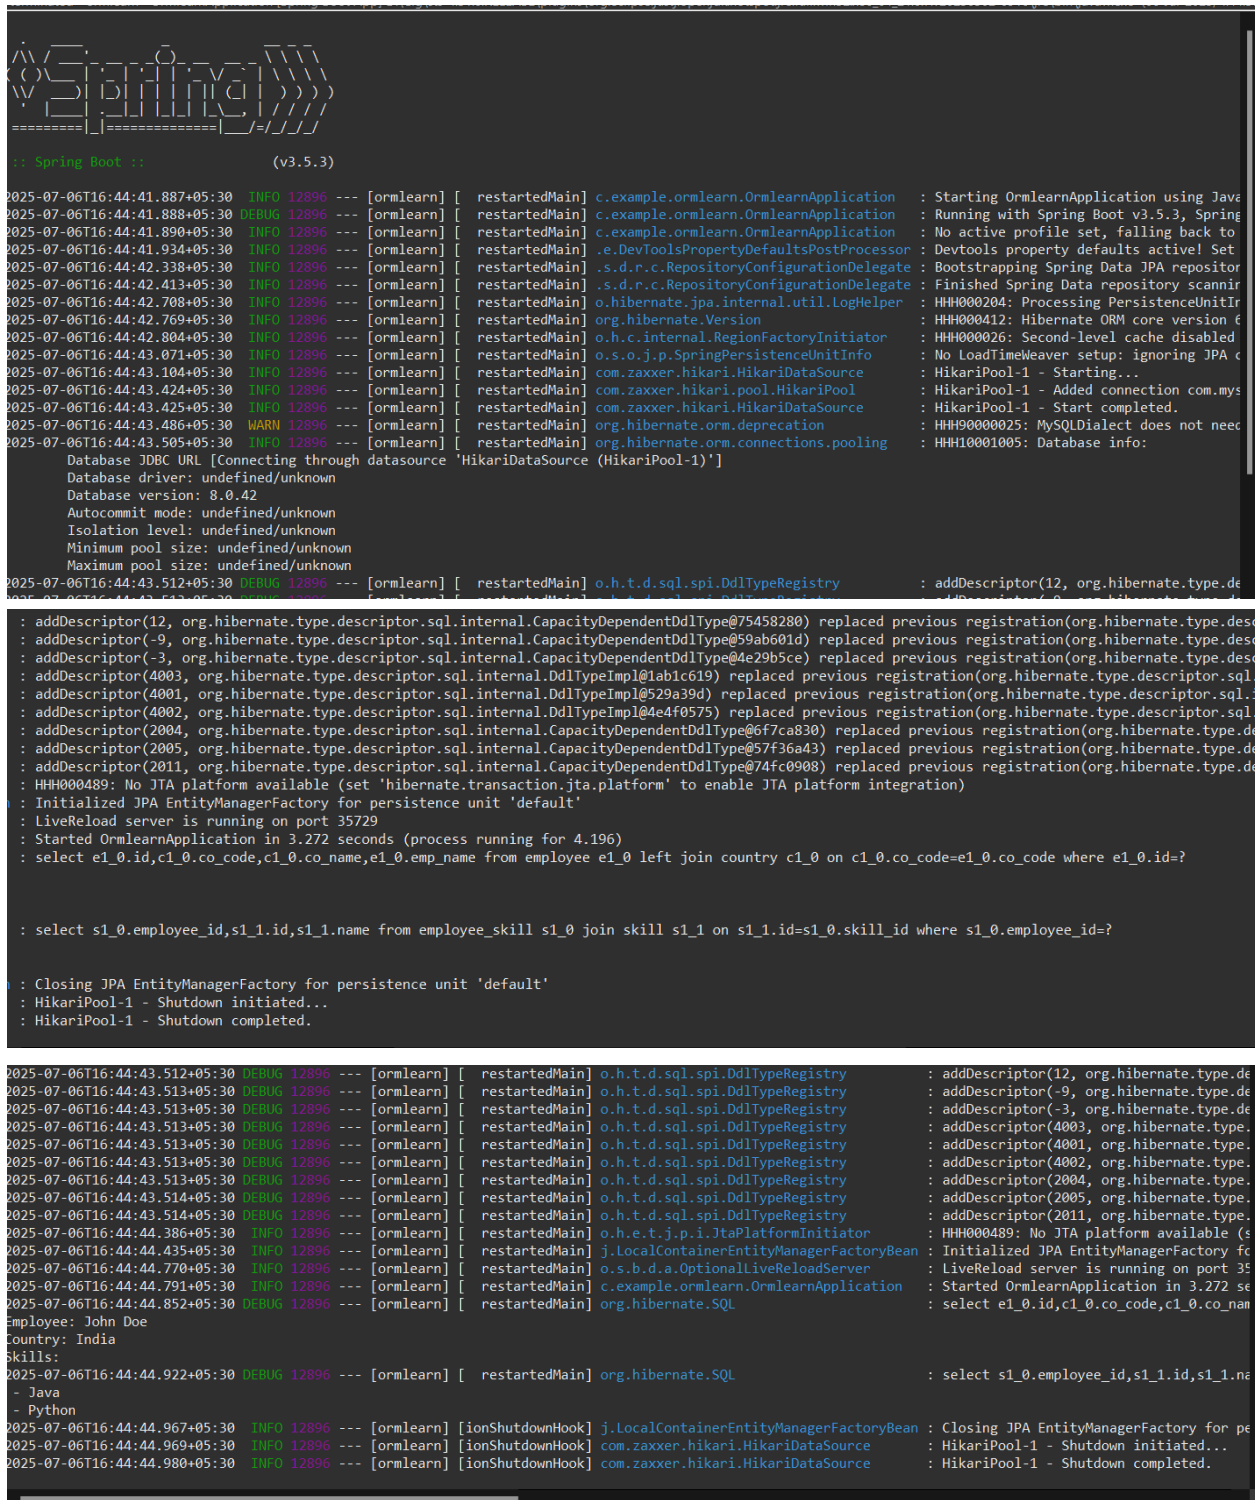 .   ____          _            __ _ _
 /\\ / ___'_ __ _ _(_)_ __  __ _ \ \ \ \
( ( )\___ | '_ | '_| | '_ \/ _` | \ \ \ \
 \\/  ___)| |_)| | | | | || (_| |  ) ) ) )
  '  |____| .__|_| |_|_| |_\__, | / / / /
 =========|_|==============|___/=/_/_/_/
:: Spring Boot ::                (v3.5.3)
2025-07-06T16:44:41.887+05:30  INFO 12896 --- [ormlearn] [  restartedMain] c.example.ormlearn.OrmlearnApplication   : Starting OrmlearnApplication using Java
2025-07-06T16:44:41.888+05:30 DEBUG 12896 --- [ormlearn] [  restartedMain] c.example.ormlearn.OrmlearnApplication   : Running with Spring Boot v3.5.3, Spring
2025-07-06T16:44:41.890+05:30  INFO 12896 --- [ormlearn] [  restartedMain] c.example.ormlearn.OrmlearnApplication   : No active profile set, falling back to
2025-07-06T16:44:41.934+05:30  INFO 12896 --- [ormlearn] [  restartedMain] .e.DevToolsPropertyDefaultsPostProcessor : Devtools property defaults active! Set
2025-07-06T16:44:42.338+05:30  INFO 12896 --- [ormlearn] [  restartedMain] .s.d.r.c.RepositoryConfigurationDelegate : Bootstrapping Spring Data JPA repositor
2025-07-06T16:44:42.413+05:30  INFO 12896 --- [ormlearn] [  restartedMain] .s.d.r.c.RepositoryConfigurationDelegate : Finished Spring Data repository scannin
2025-07-06T16:44:42.708+05:30  INFO 12896 --- [ormlearn] [  restartedMain] o.hibernate.jpa.internal.util.LogHelper  : HHH000204: Processing PersistenceUnitIn
2025-07-06T16:44:42.769+05:30  INFO 12896 --- [ormlearn] [  restartedMain] org.hibernate.Version                    : HHH000412: Hibernate ORM core version 6
2025-07-06T16:44:42.804+05:30  INFO 12896 --- [ormlearn] [  restartedMain] o.h.c.internal.RegionFactoryInitiator    : HHH000026: Second-level cache disabled
2025-07-06T16:44:43.071+05:30  INFO 12896 --- [ormlearn] [  restartedMain] o.s.o.j.p.SpringPersistenceUnitInfo      : No LoadTimeWeaver setup: ignoring JPA c
2025-07-06T16:44:43.104+05:30  INFO 12896 --- [ormlearn] [  restartedMain] com.zaxxer.hikari.HikariDataSource       : HikariPool-1 - Starting...
2025-07-06T16:44:43.424+05:30  INFO 12896 --- [ormlearn] [  restartedMain] com.zaxxer.hikari.pool.HikariPool        : HikariPool-1 - Added connection com.mys
2025-07-06T16:44:43.425+05:30  INFO 12896 --- [ormlearn] [  restartedMain] com.zaxxer.hikari.HikariDataSource       : HikariPool-1 - Start completed.
2025-07-06T16:44:43.486+05:30  WARN 12896 --- [ormlearn] [  restartedMain] org.hibernate.orm.deprecation            : HHH90000025: MySQLDialect does not need
2025-07-06T16:44:43.505+05:30  INFO 12896 --- [ormlearn] [  restartedMain] org.hibernate.orm.connections.pooling    : HHH10001005: Database info:
Database JDBC URL [Connecting through datasource 'HikariDataSource (HikariPool-1)']
Database driver: undefined/unknown
Database version: 8.0.42
Autocommit mode: undefined/unknown
Isolation level: undefined/unknown
Minimum pool size: undefined/unknown
Maximum pool size: undefined/unknown
2025-07-06T16:44:43.512+05:30 DEBUG 12896 --- [ormlearn] [  restartedMain] o.h.t.d.sql.spi.DdlTypeRegistry          : addDescriptor(12, org.hibernate.type.de
: addDescriptor(12, org.hibernate.type.descriptor.sql.internal.CapacityDependentDdlType@75458280) replaced previous registration(org.hibernate.type.desc
: addDescriptor(-9, org.hibernate.type.descriptor.sql.internal.CapacityDependentDdlType@59ab601d) replaced previous registration(org.hibernate.type.desc
: addDescriptor(-3, org.hibernate.type.descriptor.sql.internal.CapacityDependentDdlType@4e29b5ce) replaced previous registration(org.hibernate.type.desc
: addDescriptor(4003, org.hibernate.type.descriptor.sql.internal.DdlTypeImpl@1ab1c619) replaced previous registration(org.hibernate.type.descriptor.sql.
: addDescriptor(4001, org.hibernate.type.descriptor.sql.internal.DdlTypeImpl@529a39d) replaced previous registration(org.hibernate.type.descriptor.sql.i
: addDescriptor(4002, org.hibernate.type.descriptor.sql.internal.DdlTypeImpl@4e4f0575) replaced previous registration(org.hibernate.type.descriptor.sql.
: addDescriptor(2004, org.hibernate.type.descriptor.sql.internal.CapacityDependentDdlType@6f7ca830) replaced previous registration(org.hibernate.type.de
: addDescriptor(2005, org.hibernate.type.descriptor.sql.internal.CapacityDependentDdlType@57f36a43) replaced previous registration(org.hibernate.type.de
: addDescriptor(2011, org.hibernate.type.descriptor.sql.internal.CapacityDependentDdlType@74fc0908) replaced previous registration(org.hibernate.type.de
: HHH000489: No JTA platform available (set 'hibernate.transaction.jta.platform' to enable JTA platform integration)
: Initialized JPA EntityManagerFactory for persistence unit 'default'
: LiveReload server is running on port 35729
: Started OrmlearnApplication in 3.272 seconds (process running for 4.196)
: select e1_0.id,c1_0.co_code,c1_0.co_name,e1_0.emp_name from employee e1_0 left join country c1_0 on c1_0.co_code=e1_0.co_code where e1_0.id=?
: select s1_0.employee_id,s1_1.id,s1_1.name from employee_skill s1_0 join skill s1_1 on s1_1.id=s1_0.skill_id where s1_0.employee_id=?
: Closing JPA EntityManagerFactory for persistence unit 'default'
: HikariPool-1 - Shutdown initiated...
: HikariPool-1 - Shutdown completed.
2025-07-06T16:44:43.512+05:30 DEBUG 12896 --- [ormlearn] [  restartedMain] o.h.t.d.sql.spi.DdlTypeRegistry          : addDescriptor(12, org.hibernate.type.de
2025-07-06T16:44:43.513+05:30 DEBUG 12896 --- [ormlearn] [  restartedMain] o.h.t.d.sql.spi.DdlTypeRegistry          : addDescriptor(-9, org.hibernate.type.de
2025-07-06T16:44:43.513+05:30 DEBUG 12896 --- [ormlearn] [  restartedMain] o.h.t.d.sql.spi.DdlTypeRegistry          : addDescriptor(-3, org.hibernate.type.de
2025-07-06T16:44:43.513+05:30 DEBUG 12896 --- [ormlearn] [  restartedMain] o.h.t.d.sql.spi.DdlTypeRegistry          : addDescriptor(4003, org.hibernate.type.
2025-07-06T16:44:43.513+05:30 DEBUG 12896 --- [ormlearn] [  restartedMain] o.h.t.d.sql.spi.DdlTypeRegistry          : addDescriptor(4001, org.hibernate.type.
2025-07-06T16:44:43.513+05:30 DEBUG 12896 --- [ormlearn] [  restartedMain] o.h.t.d.sql.spi.DdlTypeRegistry          : addDescriptor(4002, org.hibernate.type.
2025-07-06T16:44:43.513+05:30 DEBUG 12896 --- [ormlearn] [  restartedMain] o.h.t.d.sql.spi.DdlTypeRegistry          : addDescriptor(2004, org.hibernate.type.
2025-07-06T16:44:43.514+05:30 DEBUG 12896 --- [ormlearn] [  restartedMain] o.h.t.d.sql.spi.DdlTypeRegistry          : addDescriptor(2005, org.hibernate.type.
2025-07-06T16:44:43.514+05:30 DEBUG 12896 --- [ormlearn] [  restartedMain] o.h.t.d.sql.spi.DdlTypeRegistry          : addDescriptor(2011, org.hibernate.type.
2025-07-06T16:44:44.386+05:30  INFO 12896 --- [ormlearn] [  restartedMain] o.h.e.t.j.p.i.JtaPlatformInitiator       : HHH000489: No JTA platform available (s
2025-07-06T16:44:44.435+05:30  INFO 12896 --- [ormlearn] [  restartedMain] j.LocalContainerEntityManagerFactoryBean : Initialized JPA EntityManagerFactory fo
2025-07-06T16:44:44.770+05:30  INFO 12896 --- [ormlearn] [  restartedMain] o.s.b.d.a.OptionalLiveReloadServer       : LiveReload server is running on port 35
2025-07-06T16:44:44.791+05:30  INFO 12896 --- [ormlearn] [  restartedMain] c.example.ormlearn.OrmlearnApplication   : Started OrmlearnApplication in 3.272 se
2025-07-06T16:44:44.852+05:30 DEBUG 12896 --- [ormlearn] [  restartedMain] org.hibernate.SQL                        : select e1_0.id,c1_0.co_code,c1_0.co_nam
Employee: John Doe
Country: India
Skills:
2025-07-06T16:44:44.922+05:30 DEBUG 12896 --- [ormlearn] [  restartedMain] org.hibernate.SQL                        : select s1_0.employee_id,s1_1.id,s1_1.na
- Java
- Python
2025-07-06T16:44:44.967+05:30  INFO 12896 --- [ormlearn] [ionShutdownHook] j.LocalContainerEntityManagerFactoryBean : Closing JPA EntityManagerFactory for pe
2025-07-06T16:44:44.969+05:30  INFO 12896 --- [ormlearn] [ionShutdownHook] com.zaxxer.hikari.HikariDataSource       : HikariPool-1 - Shutdown initiated...
2025-07-06T16:44:44.980+05:30  INFO 12896 --- [ormlearn] [ionShutdownHook] com.zaxxer.hikari.HikariDataSource       : HikariPool-1 - Shutdown completed.